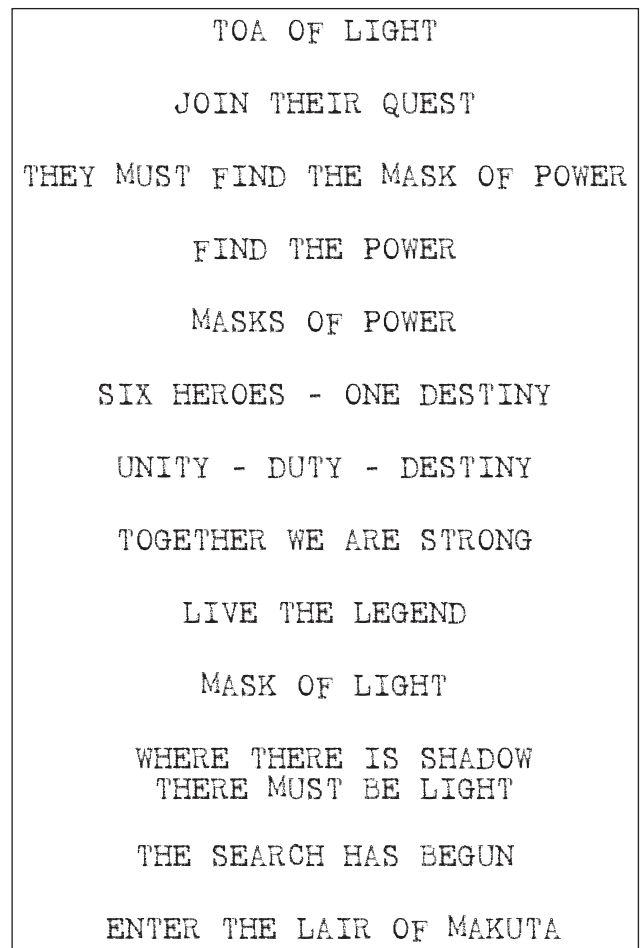 TOA OF LIGHT
JOIN THEIR QUEST
THEY MUST FIND THE MASK OF POWER
FIND THE POWER
MASKS OF POWER
SIX HEROES - ONE DESTINY
UNITY - DUTY - DESTINY
TOGETHER WE ARE STRONG
LIVE THE LEGEND
MASK OF LIGHT
WHERE THERE IS SHADOW
THERE MUST BE LIGHT
THE SEARCH HAS BEGUN
ENTER THE LAIR OF MAKUTA